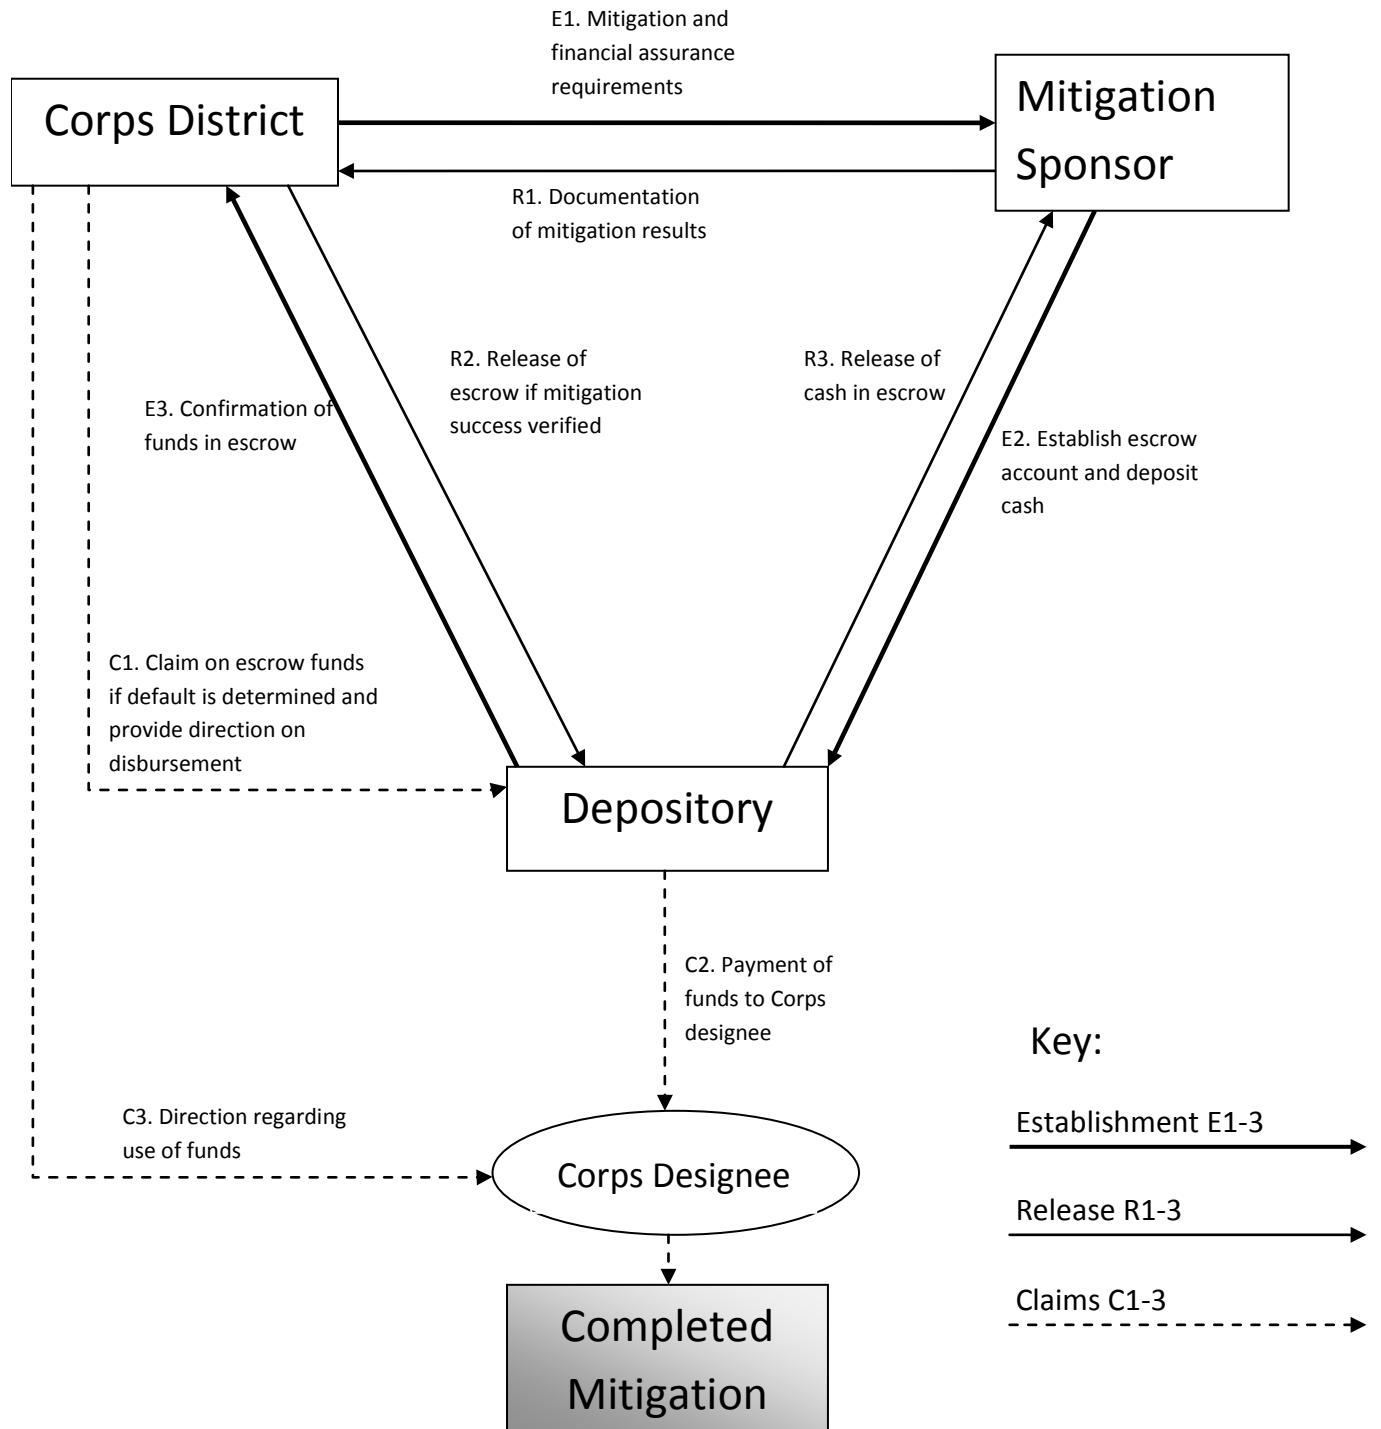 E1. Mitigation and
financial assurance
requirements
Corps District
Mitigation
Sponsor
R1. Documentation
of mitigation results
R2. Release of
escrow if mitigation
success verified
R3. Release of
cash in escrow
E3. Confirmation of
funds in escrow
E2. Establish escrow
account and deposit
cash
C1. Claim on escrow funds
if default is determined and
provide direction on
disbursement
Depository
C2. Payment of
funds to Corps
designee
Key:
C3. Direction regarding
use of funds
Establishment E1-3
Corps Designee
Release R1-3
Claims C1-3
Completed
Mitigation